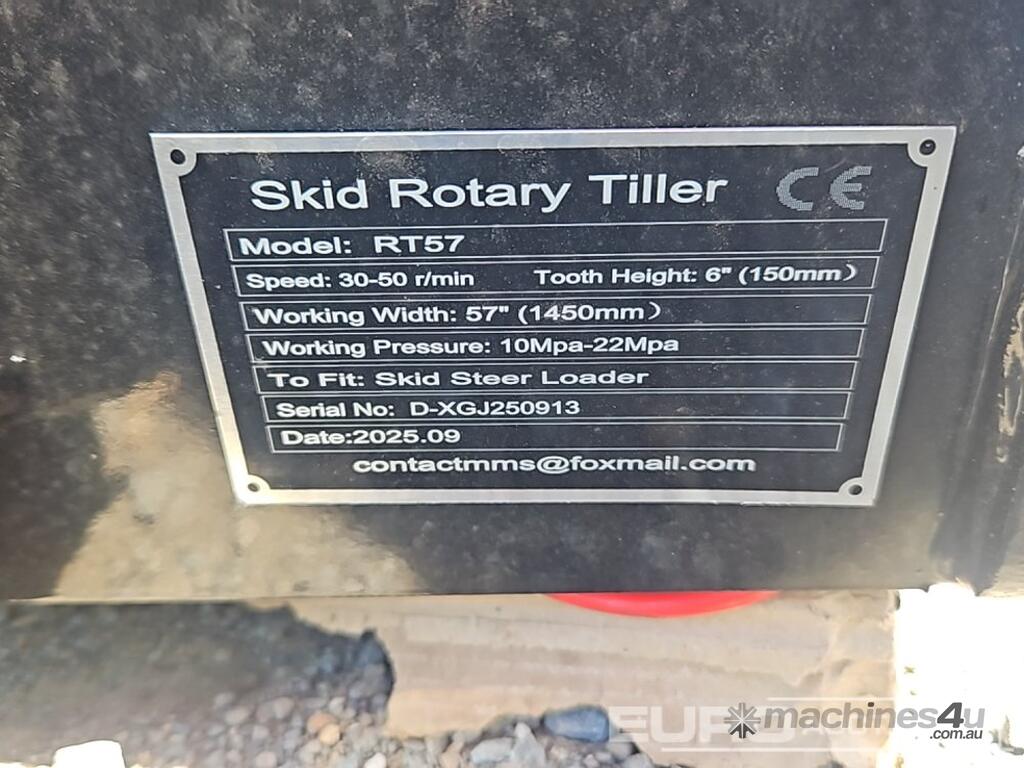 Skid Rotary Tiller CE
Model: RT57
Speed: 30-50 r/min Tooth Height: 6" (150mm)
Working Width: 57" (1450mm)
Working Pressure: 10Mpa-22Mpa
To Fit: Skid Steer Loader
Serial No: D-XGJ250913
Date:2025.09
contactmms@foxmail.com
machines4u
.com.au